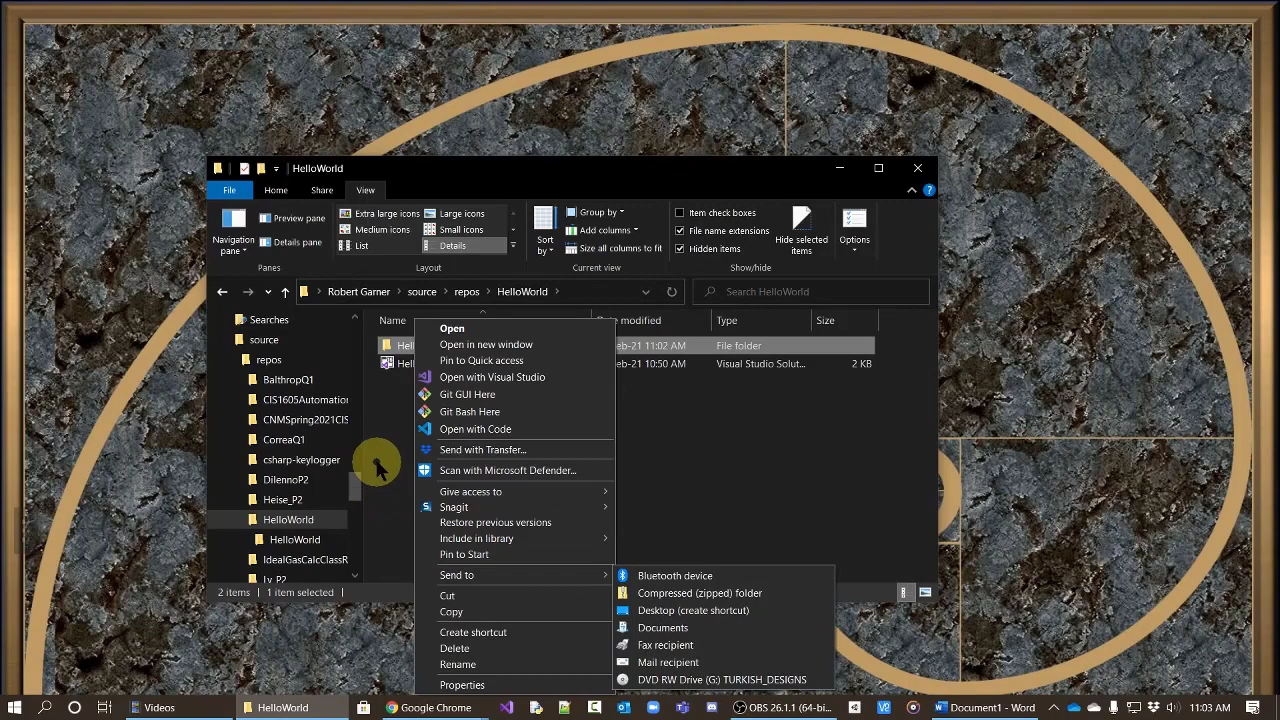 HelloWorld
File Home Share View
Navigation pane
Preview pane
Details pane
Panes
Extra large icons Large icons
Medium icons Small icons
List Details
Layout
Sort by
Group by
Add columns
Size all columns to fit
Current view
Item check boxes
File name extensions
Hidden items
Hide selected items
Show/hide
Options
Robert Garner > source > repos > HelloWorld >
Search HelloWorld
Searches
source
repos
BalthropQ1
CIS1605Automation
CNMSpring2021CIS
CorreaQ1
csharp-keylogger
DilennoP2
Heise_P2
HelloWorld
HelloWorld
IdealGasCalcClassR
Name Type Size
11:02 AM File folder
10:50 AM Visual Studio Solut... 2 KB
Open
Open in new window
Pin to Quick access
Open with Visual Studio
Git GUI Here
Git Bash Here
Open with Code
Send with Transfer...
Scan with Microsoft Defender...
Give access to
Snagit
Restore previous versions
Include in library
Pin to Start
Send to
Cut
Copy
Create shortcut
Delete
Rename
Properties
Bluetooth device
Compressed (zipped) folder
Desktop (create shortcut)
Documents
Fax recipient
Mail recipient
DVD RW Drive (G:) TURKISH_DESIGNS
2 items 1 item selected
Videos HelloWorld Google Chrome OBS 26.1.1 (64-bi... Document1 - Word 11:03 AM